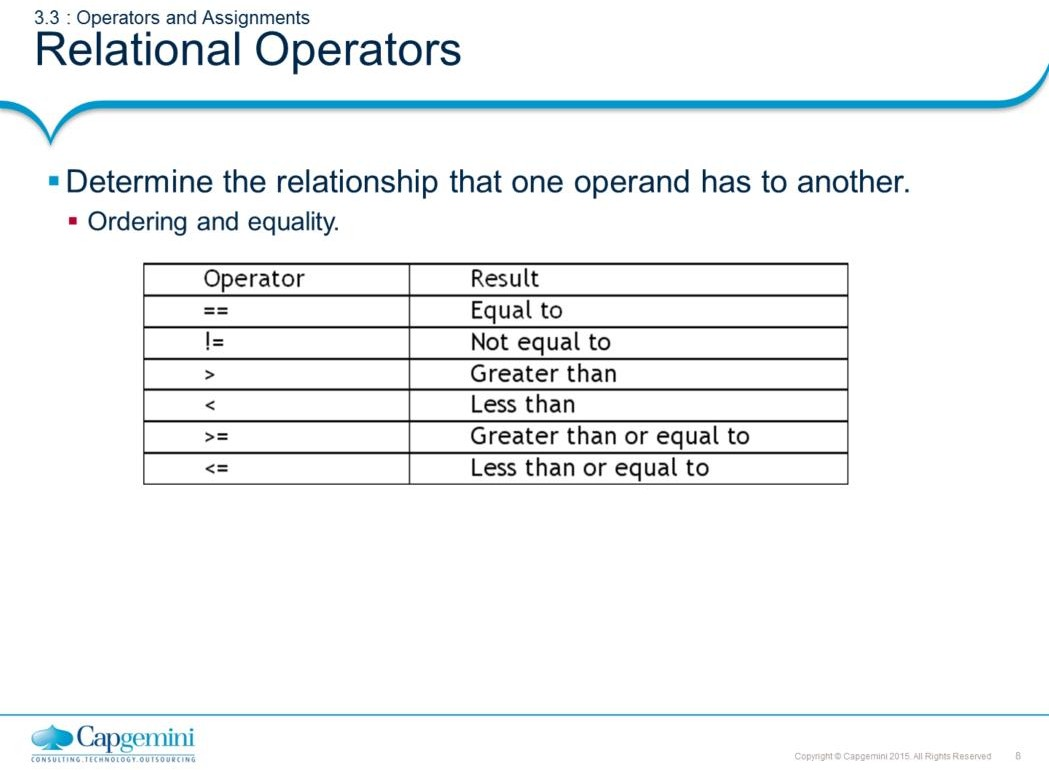 3.3 : Operators and Assignments
Relational Operators
Determine the relationship that one operand has to another.
Ordering and equality.
Operator Result
== Equal to
!= Not equal to
> Greater than
< Less than
>= Greater than or equal to
<= Less than or equal to
Capgemini
CONSULTING.TECHNOLOGY.OUTSOURCING
Copyright © Capgemini 2015. All Rights Reserved 8